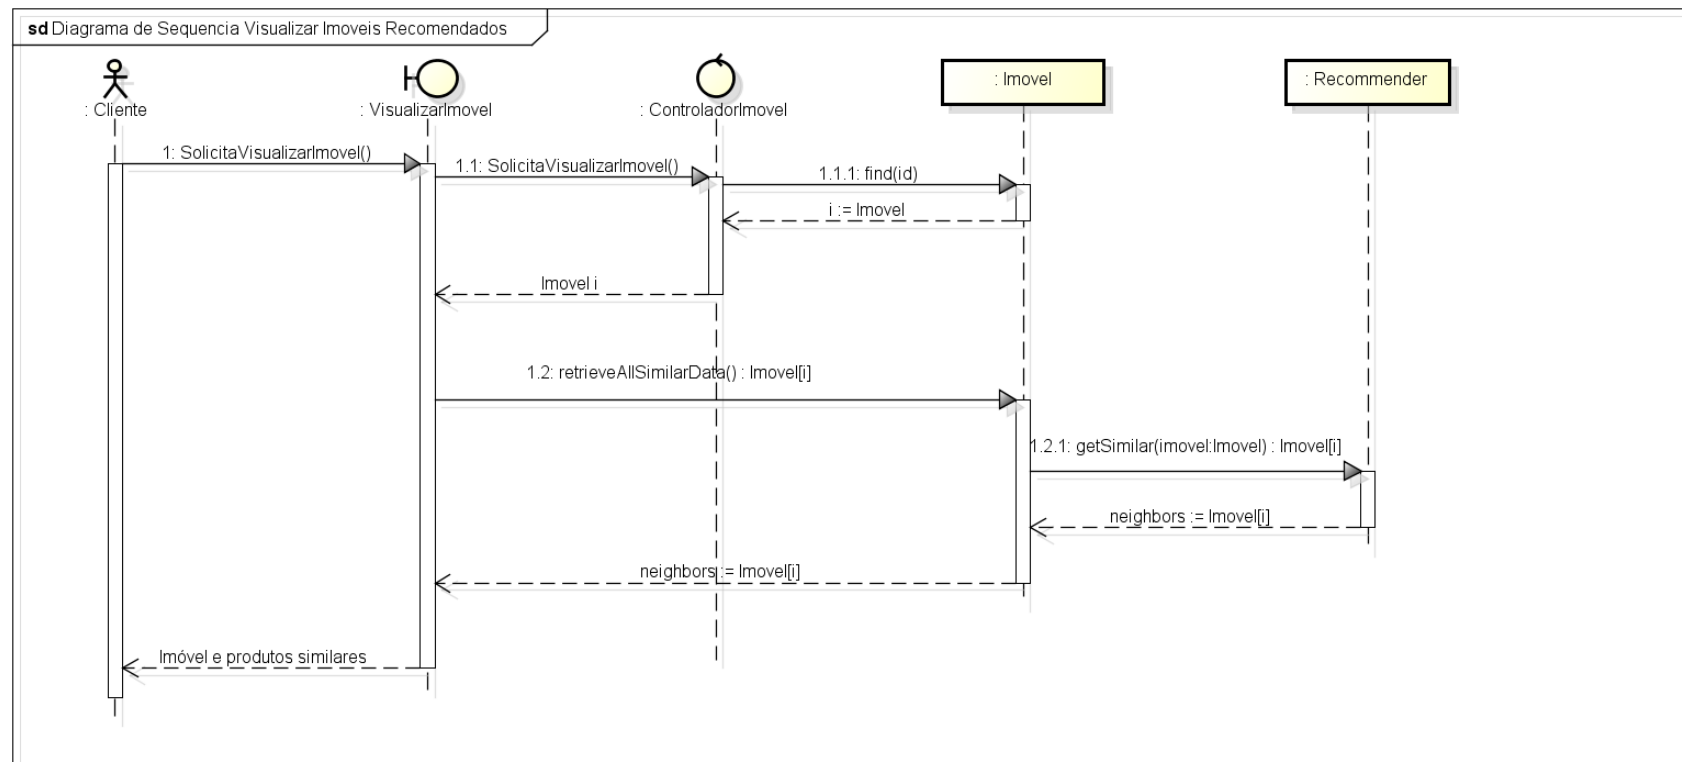 sd Diagrama de Sequencia Visualizar Imoveis Recomendados
: Cliente
: VisualizarImovel
: ControladorImovel
: Imovel
: Recommender
1: SolicitaVisualizarImovel()
1.1: SolicitaVisualizarImovel()
1.1.1: find(id)
i := Imovel
Imovel i
1.2: retrieveAllSimilarData() : Imovel[i]
1.2.1: getSimilar(imovel:Imovel) : Imovel[i]
neighbors := Imovel[i]
neighbors := Imovel[i]
Imóvel e produtos similares